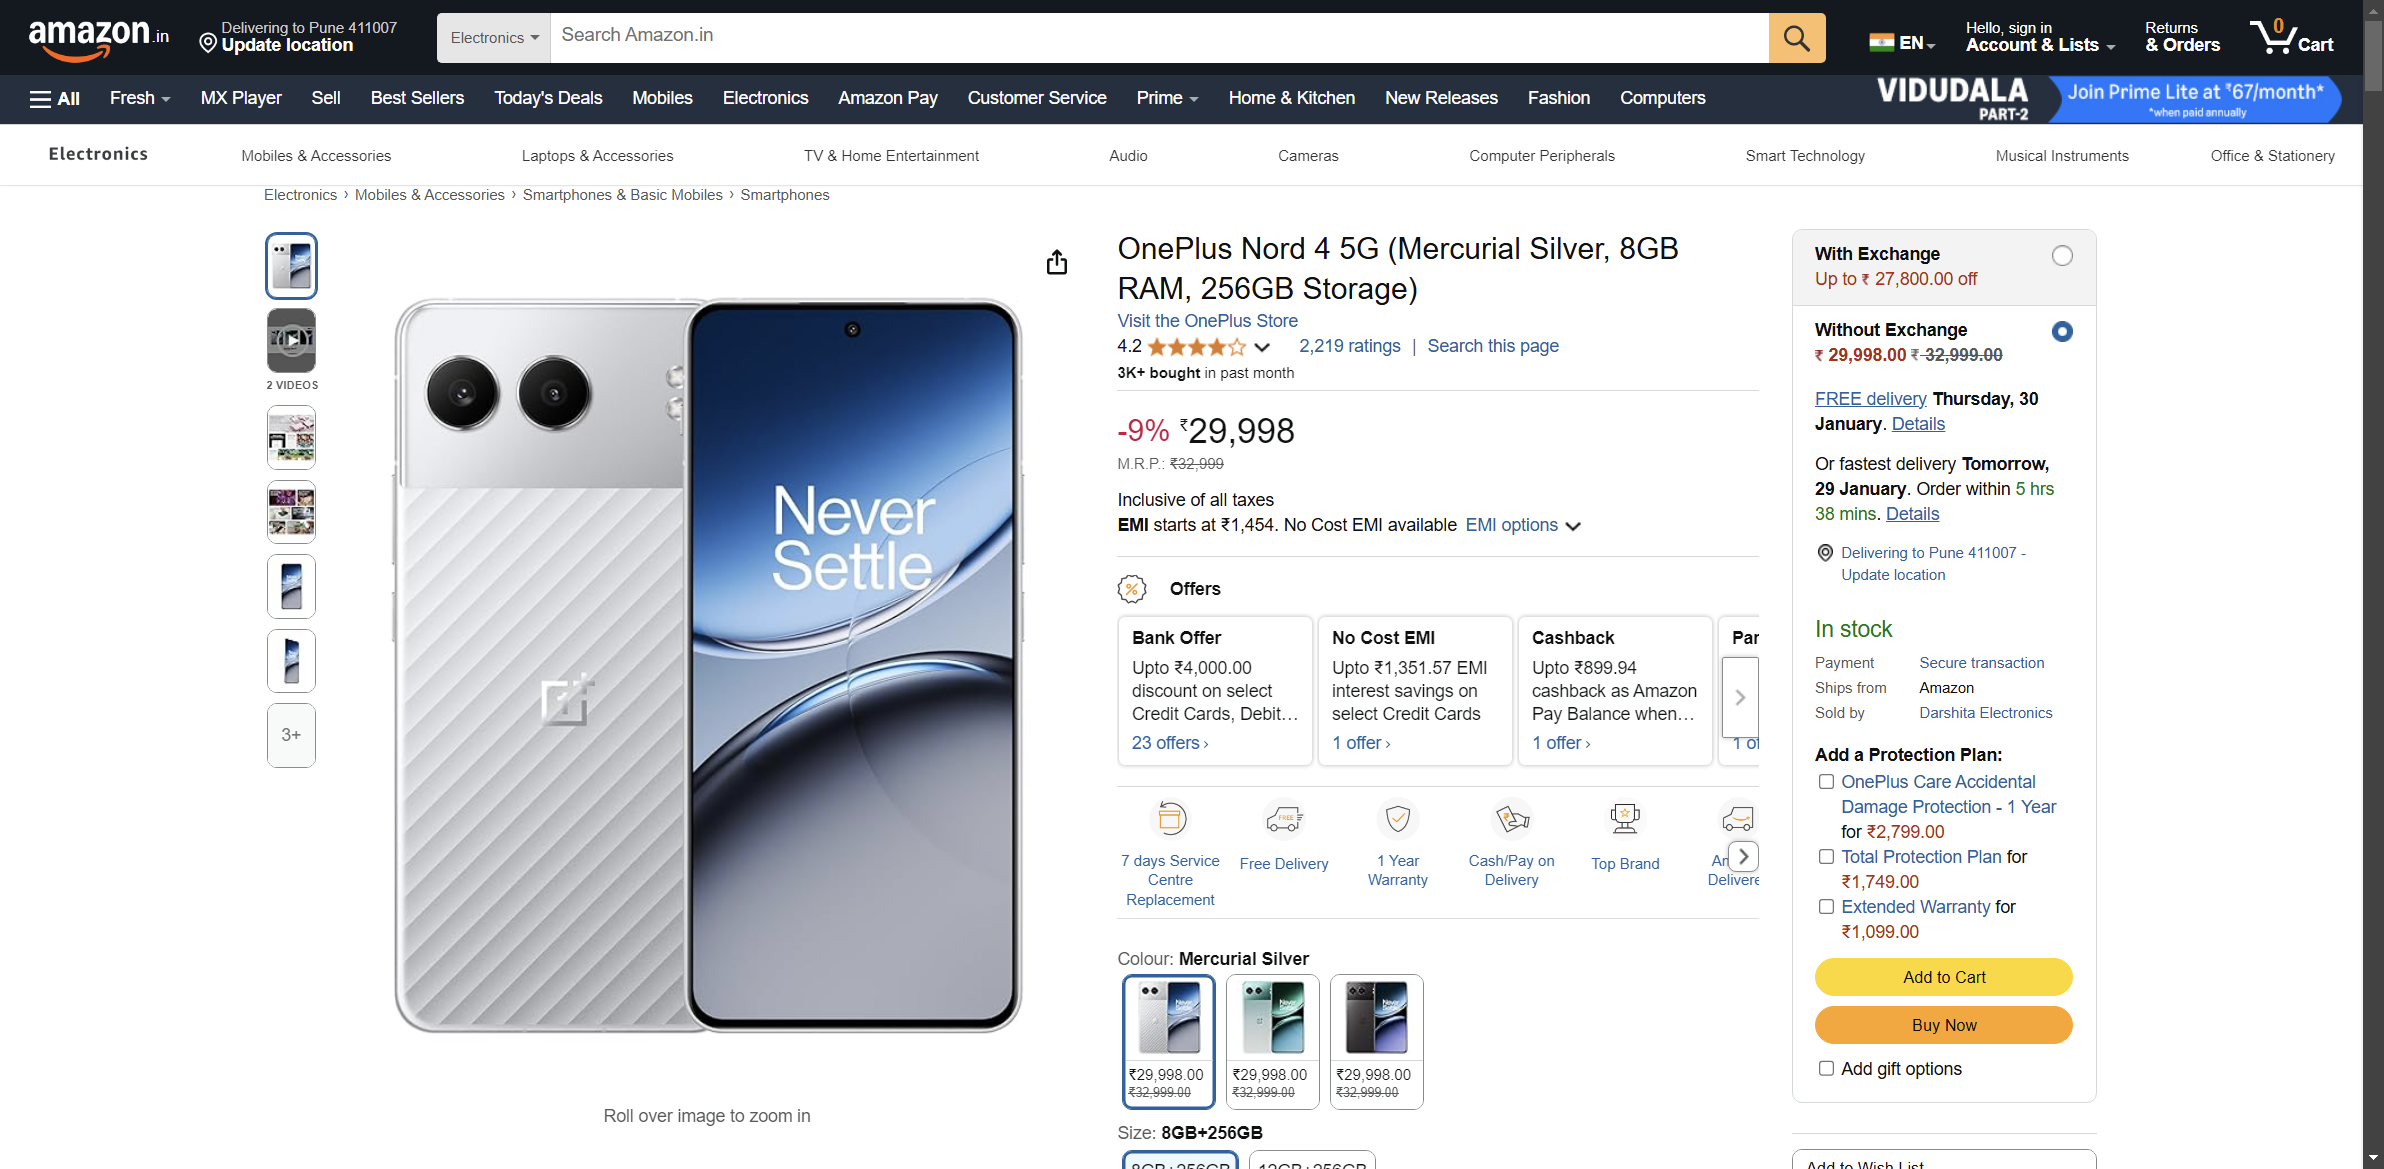 amazon.in
Delivering to Pune 411007
Update location
Electronics
Search Amazon.in
EN
Hello, sign in
Account & Lists
Returns
& Orders
0
Cart
All
Fresh
MX Player
Sell
Best Sellers
Today's Deals
Mobiles
Electronics
Amazon Pay
Customer Service
Prime
Home & Kitchen
New Releases
Fashion
Computers
VIDUDALA
PART-2
Join Prime Lite at ₹67/month*
*when paid annually
Electronics
Mobiles & Accessories
Laptops & Accessories
TV & Home Entertainment
Audio
Cameras
Computer Peripherals
Smart Technology
Musical Instruments
Office & Stationery
Electronics › Mobiles & Accessories › Smartphones & Basic Mobiles › Smartphones
2 VIDEOS
3+
Never
Settle
Roll over image to zoom in
OnePlus Nord 4 5G (Mercurial Silver, 8GB
RAM, 256GB Storage)
Visit the OnePlus Store
4.2
2,219 ratings | Search this page
3K+ bought in past month
-9% ₹29,998
M.R.P.: ₹32,999
Inclusive of all taxes
EMI starts at ₹1,454. No Cost EMI available EMI options
Offers
Bank Offer
Upto ₹4,000.00
discount on select
Credit Cards, Debit…
23 offers ›
No Cost EMI
Upto ₹1,351.57 EMI
interest savings on
select Credit Cards
1 offer ›
Cashback
Upto ₹899.94
cashback as Amazon
Pay Balance when…
1 offer ›
Par
1 of
7 days Service
Centre
Replacement
FREE
Free Delivery
1 Year
Warranty
Cash/Pay on
Delivery
Top Brand
Delivere
Colour: Mercurial Silver
₹29,998.00
₹32,999.00
₹29,998.00
₹32,999.00
₹29,998.00
₹32,999.00
Size: 8GB+256GB
8GB+256GB
12GB+256GB
With Exchange
Up to ₹ 27,800.00 off
Without Exchange
₹ 29,998.00 ₹ 32,999.00
FREE delivery Thursday, 30
January. Details
Or fastest delivery Tomorrow,
29 January. Order within 5 hrs
38 mins. Details
Delivering to Pune 411007 -
Update location
In stock
Payment Secure transaction
Ships from Amazon
Sold by Darshita Electronics
Add a Protection Plan:
OnePlus Care Accidental
Damage Protection - 1 Year
for ₹2,799.00
Total Protection Plan for
₹1,749.00
Extended Warranty for
₹1,099.00
Add to Cart
Buy Now
Add gift options
Add to Wish List